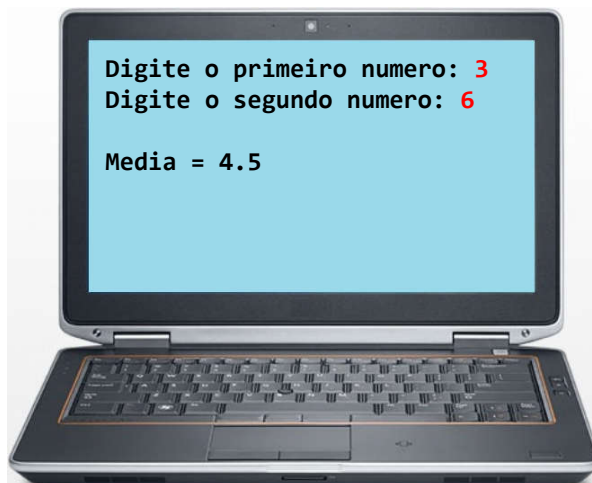 Digite o primeiro numero: 3
Digite o segundo numero: 6
Media = 4.5